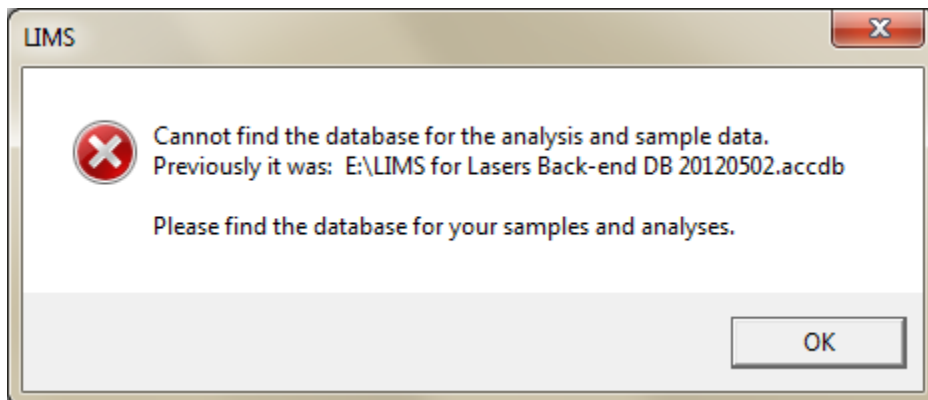 LIMS
Cannot find the database for the analysis and sample data.
Previously it was:  E:\LIMS for Lasers Back-end DB 20120502.accdb
Please find the database for your samples and analyses.
OK